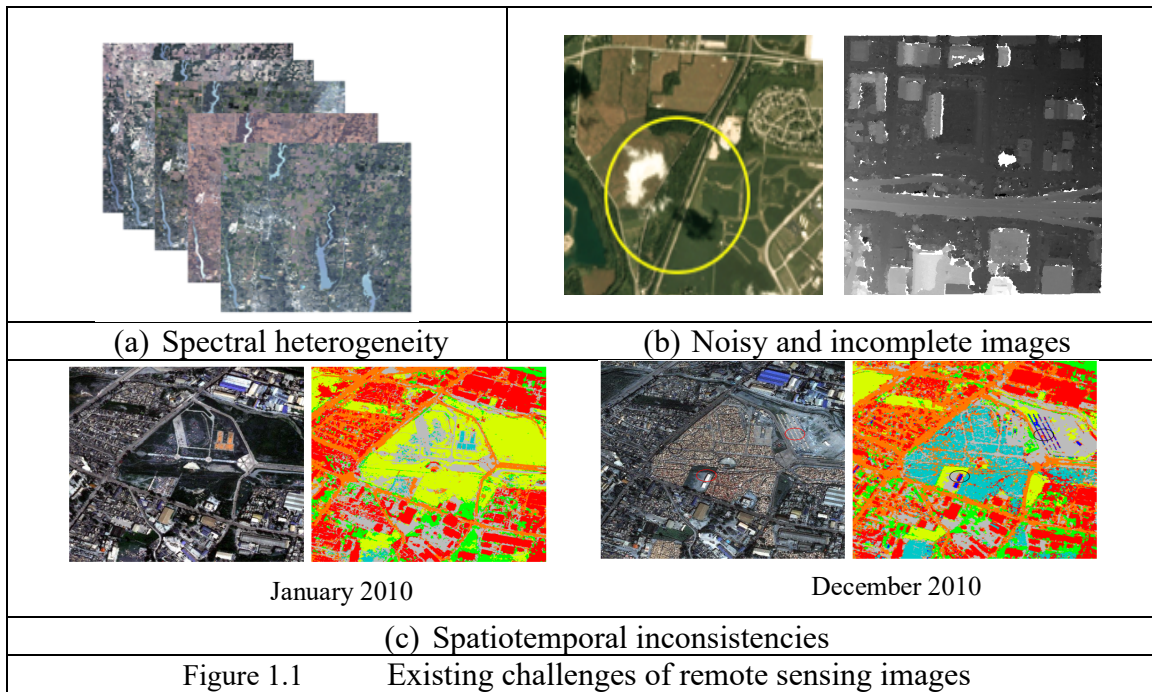 (a) Spectral heterogeneity
(b) Noisy and incomplete images
January 2010
December 2010
(c) Spatiotemporal inconsistencies
Figure 1.1 Existing challenges of remote sensing images